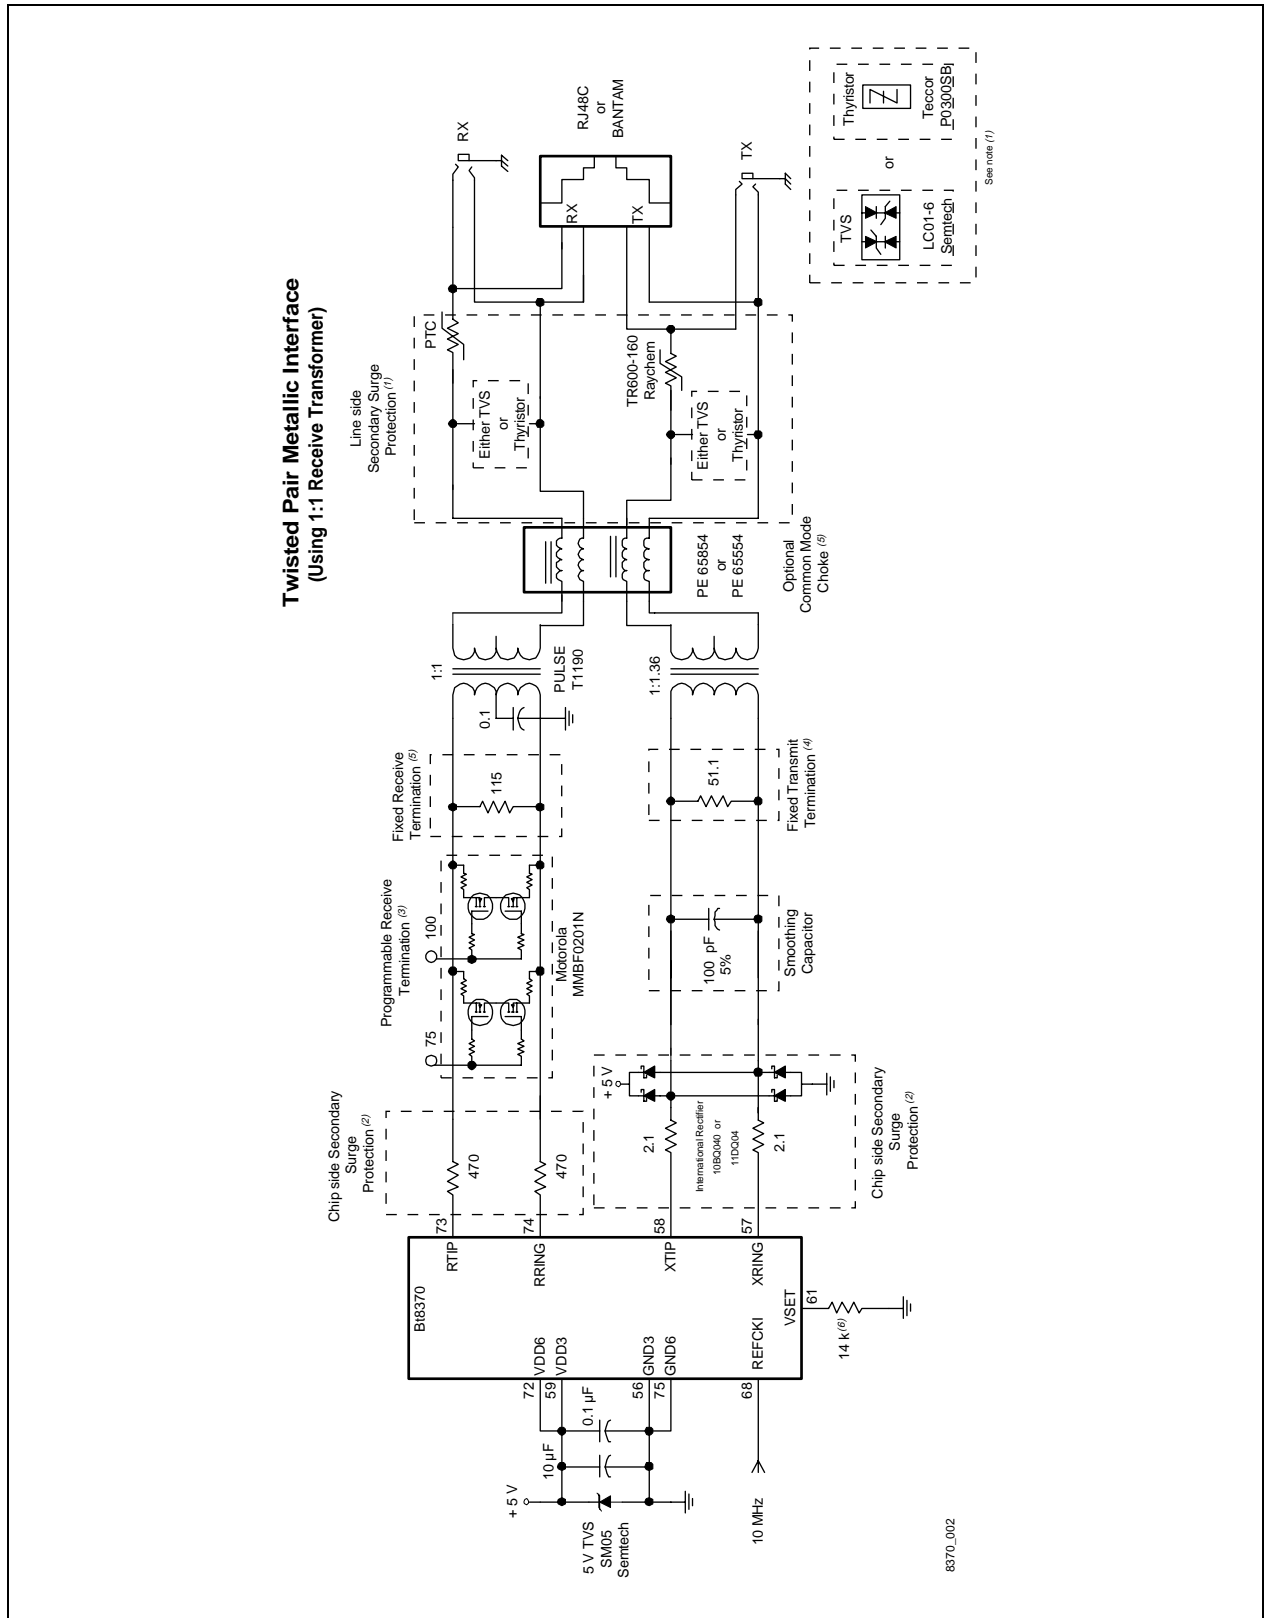 Twisted Pair Metallic Interface
(Using 1:1 Receive Transformer)
Chip side Secondary
Surge
Protection (2)
Programmable Receive
Termination (3)
Fixed Receive
Termination (5)
Line side
Secondary Surge
Protection (1)
PTC
RX
RJ48C
or
BANTAM
RX
TX
TX
Thyristor
Teccor
P0300SB
or
TVS
LC01-6
Semtech
See note (1)
Either TVS
or
Thyristor
TR600-160
Raychem
Either TVS
or
Thyristor
PE 65854
or
PE 65554
Optional
Common Mode
Choke (5)
1:1
PULSE
T1190
0.1
1:1.36
115
51.1
Fixed Transmit
Termination (4)
100
75
Motorola
MMBF0201N
100 pF
5%
Smoothing
Capacitor
470
470
+ 5 V
2.1
2.1
International Rectifier
10BQ040 or
11DQ04
Chip side Secondary
Surge
Protection (2)
73
74
58
57
RTIP
RRING
XTIP
XRING
Bt8370
VSET
61
14 k(6)
VDD6
VDD3
GND3
GND6
REFCKI
72
59
56
75
68
0.1 µF
10 µF
+ 5 V
5 V TVS
SM05
Semtech
10 MHz
8370_002